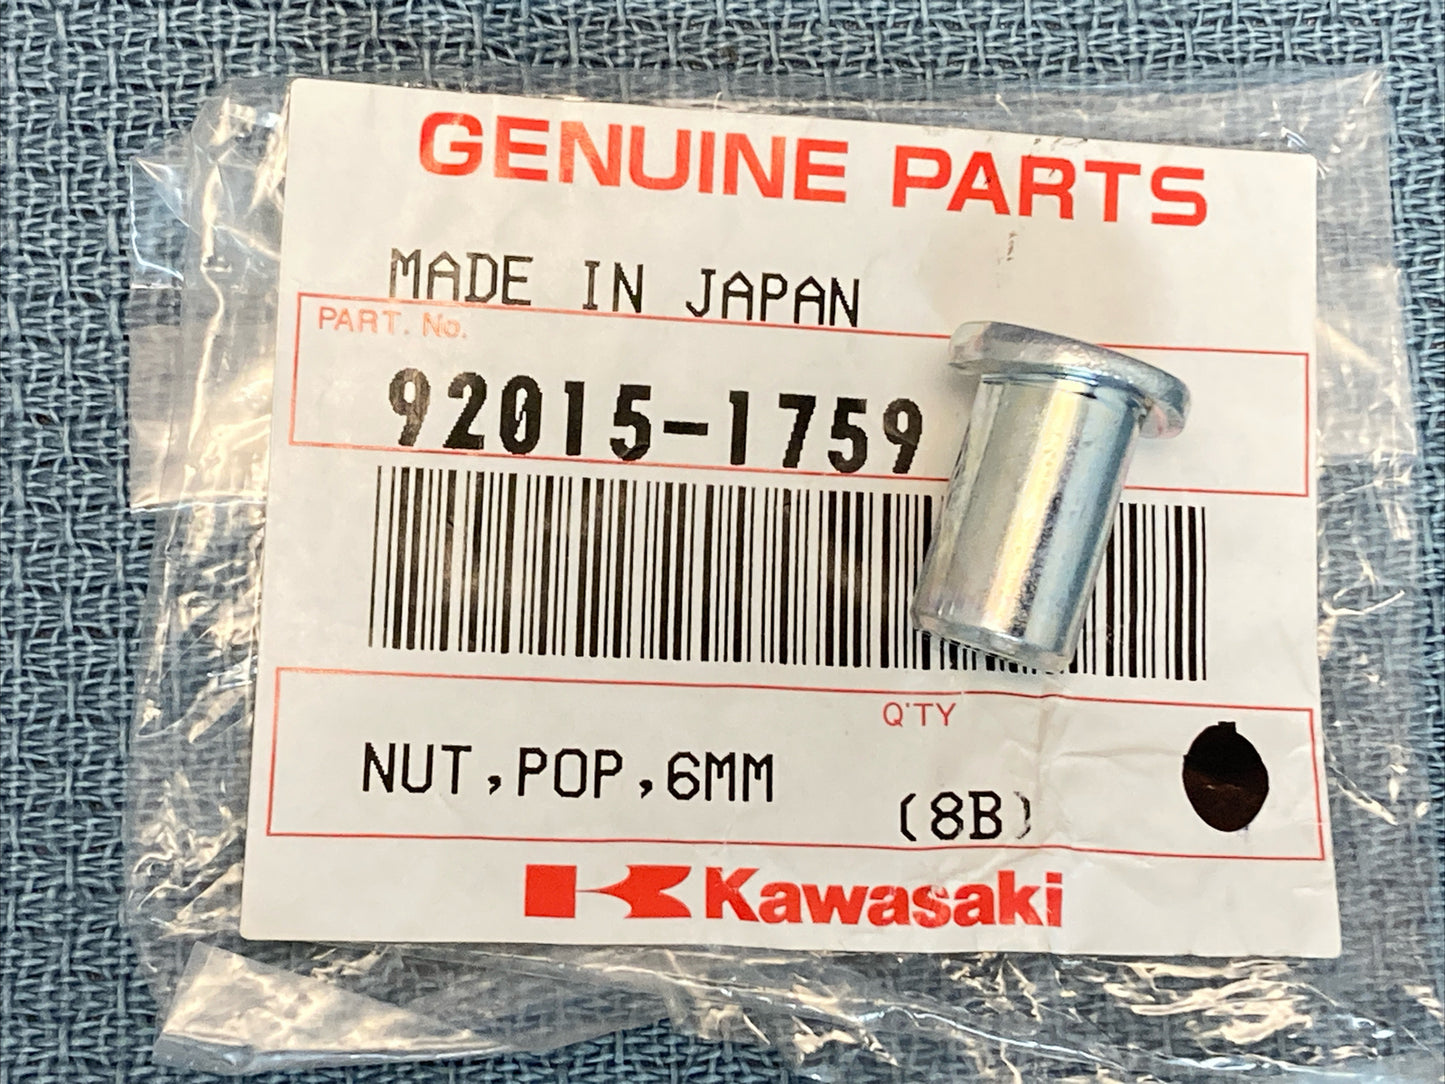 GENUINE PARTS
MADE IN JAPAN
PART. No.
92015-1759
Q'TY
NUT,POP,6MM
(8B)
Kawasaki